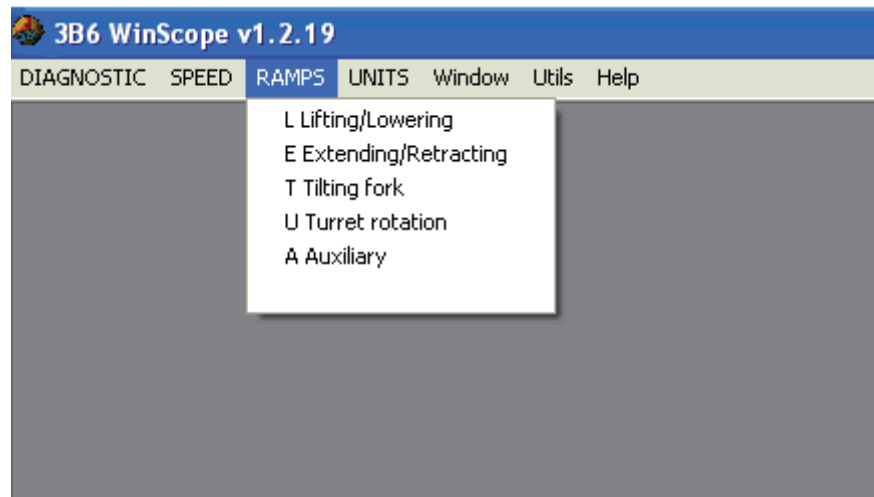 3B6 WinScope v1.2.19
DIAGNOSTIC SPEED RAMPS UNITS Window Utils Help
L Lifting/Lowering
E Extending/Retracting
T Tilting fork
U Turret rotation
A Auxiliary